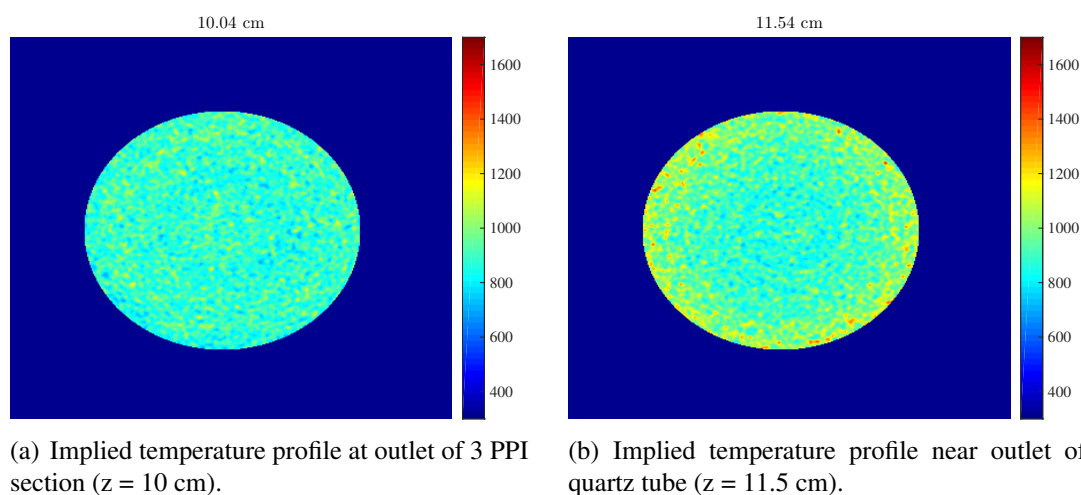 10.04 cm
1600
1400
1200
1000
800
600
400
(a) Implied temperature profile at outlet of 3 PPI
section (z = 10 cm).
11.54 cm
1600
1400
1200
1000
800
600
400
(b) Implied temperature profile near outlet of
quartz tube (z = 11.5 cm).